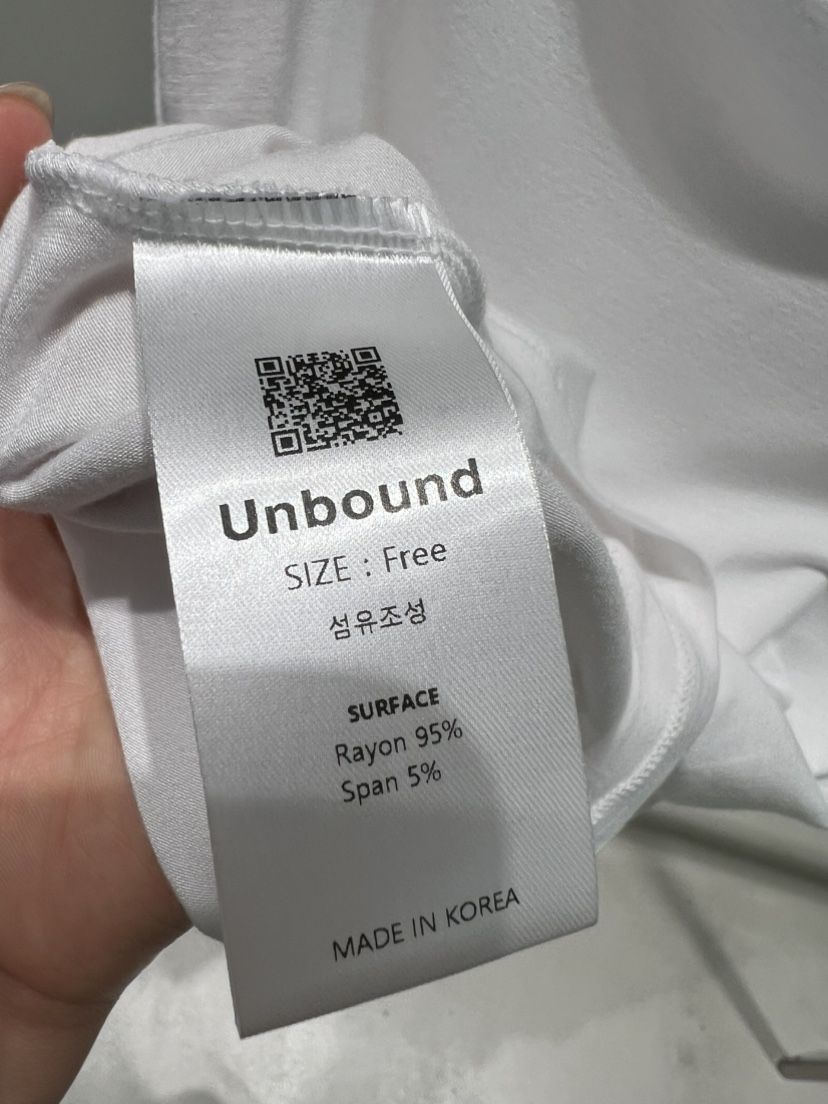 Unbound
SIZE : Free
섬유조성
SURFACE
Rayon 95%
Span 5%
MADE IN KOREA